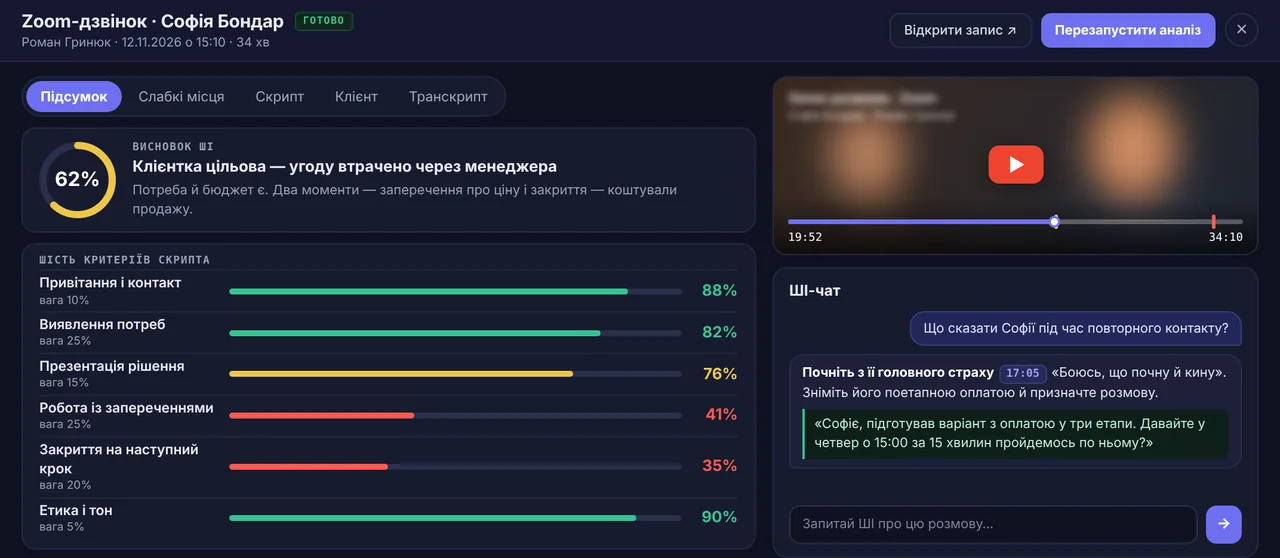 Zoom-дзвінок · Софія Бондар ГОТОВО
Роман Гринюк · 12.11.2026 о 15:10 · 34 хв
Відкрити запис ↗
Перезапустити аналіз
✕
Підсумок
Слабкі місця
Скрипт
Клієнт
Транскрипт
62%
ВИСНОВОК ШІ
Клієнтка цільова — угоду втрачено через менеджера
Потреба й бюджет є. Два моменти — заперечення про ціну і закриття — коштували
продажу.
ШІСТЬ КРИТЕРІЇВ СКРИПТА
Привітання і контакт
вага 10%
88%
Виявлення потреб
вага 25%
82%
Презентація рішення
вага 15%
76%
Робота із запереченнями
вага 25%
41%
Закриття на наступний
крок
вага 20%
35%
Етика і тон
вага 5%
90%
19:52
34:10
ШІ-чат
Що сказати Софії під час повторного контакту?
Почніть з її головного страху 17:05 «Боюсь, що почну й кину».
Зніміть його поетапною оплатою й призначте розмову.
«Софіє, підготував варіант з оплатою у три етапи. Давайте у
четвер о 15:00 за 15 хвилин пройдемось по ньому?»
Запитай ШІ про цю розмову...
→